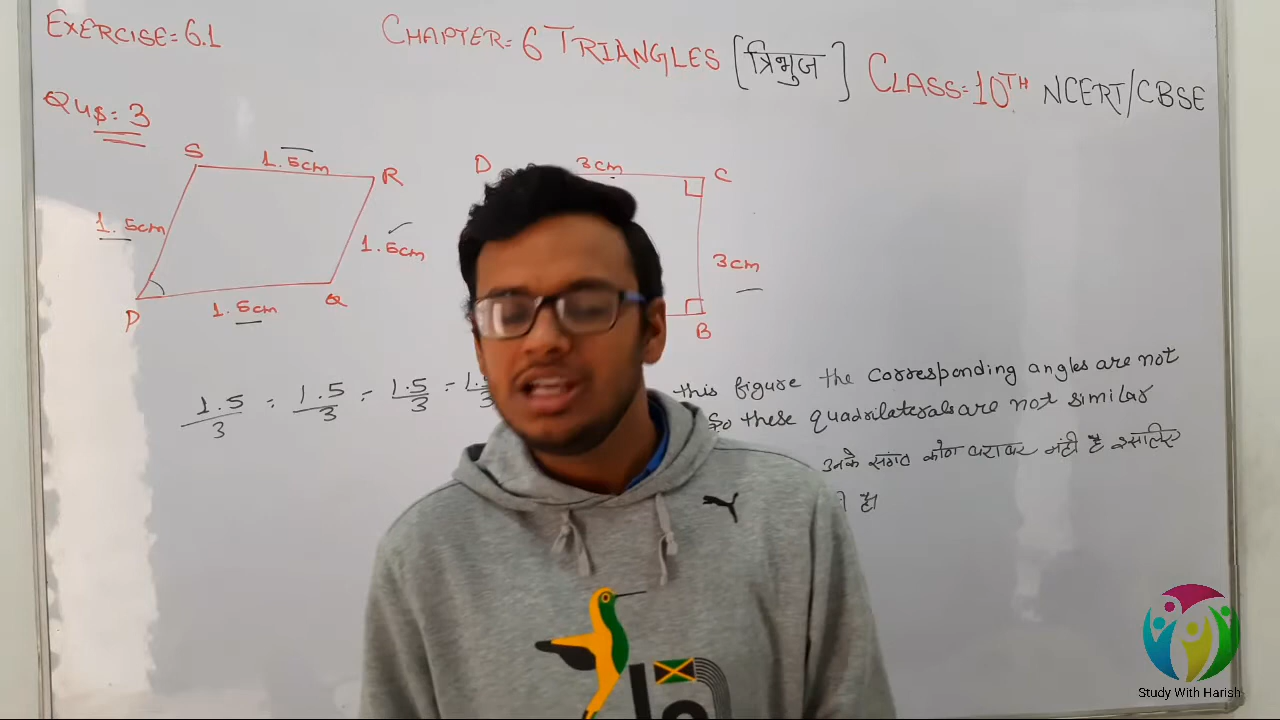 EXERCISE=6.1
CHAPTER=6 TRIANGLES [त्रिभुज] CLASS=10TH NCERT/CBSE
QUS:3
S 1.5cm R
D 3cm C
1.5cm
1.5cm
3cm
P 1.5cm Q
B
1.5/3 = 1.5/3 = 1.5/3 =
this figure the corresponding angles are not
So these quadrilaterals are not similar
उनके संगत कोण बराबर नहीं है इसलिए
है।
Study With Harish